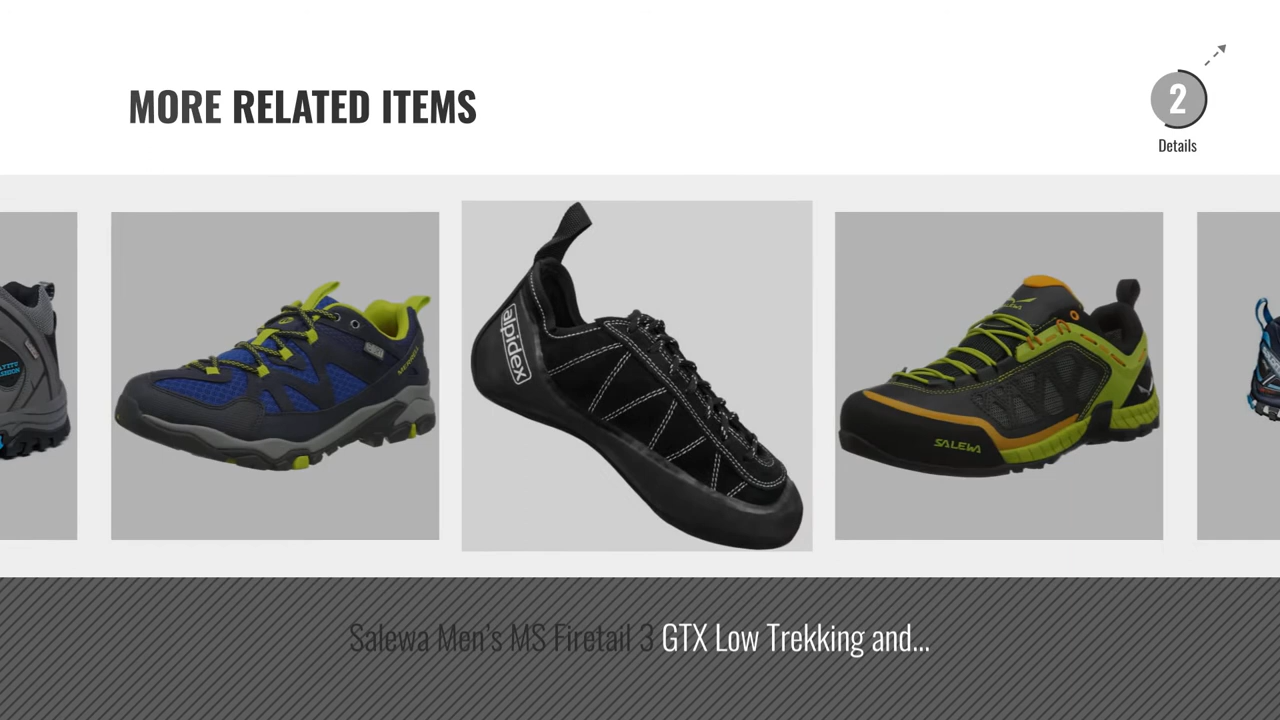 MORE RELATED ITEMS
2
Details
alpidex
SALEWA
Salewa Men's MS Firetail 3 GTX Low Trekking and...